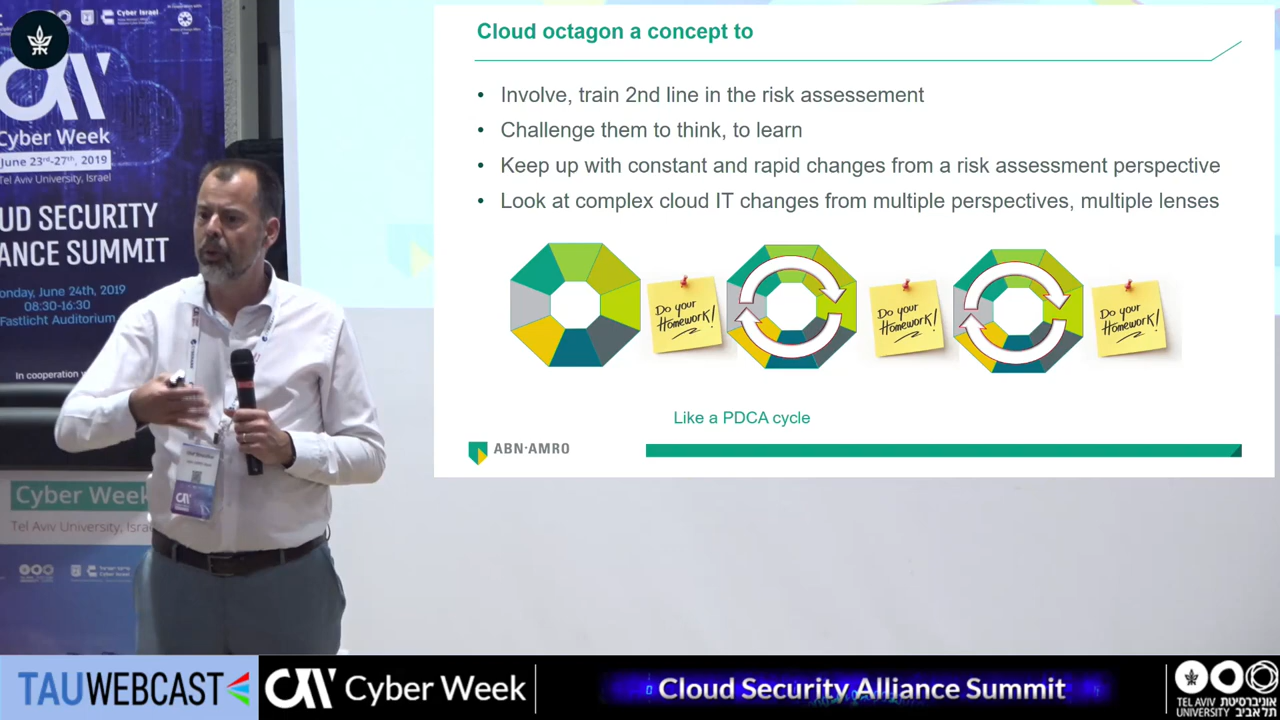 Cyber Israel
Cyber Week
June 23rd-27th, 2019
Tel Aviv University, Israel
UD SECURITY
ANCE SUMMIT
onday, June 24th, 2019
08:30-16:30
Fastlicht Auditorium
In cooperation
Cyber Week
Tel Aviv University, Israel
Cloud octagon a concept to
• Involve, train 2nd line in the risk assessement
• Challenge them to think, to learn
• Keep up with constant and rapid changes from a risk assessment perspective
• Look at complex cloud IT changes from multiple perspectives, multiple lenses
Do your
Homework!
Do your
Homework!
Do your
Homework!
Like a PDCA cycle
ABN·AMRO
TAUWEBCAST
Cyber Week
Cloud Security Alliance Summit
TEL AVIV אוניברסיטת
UNIVERSITY תל אביב